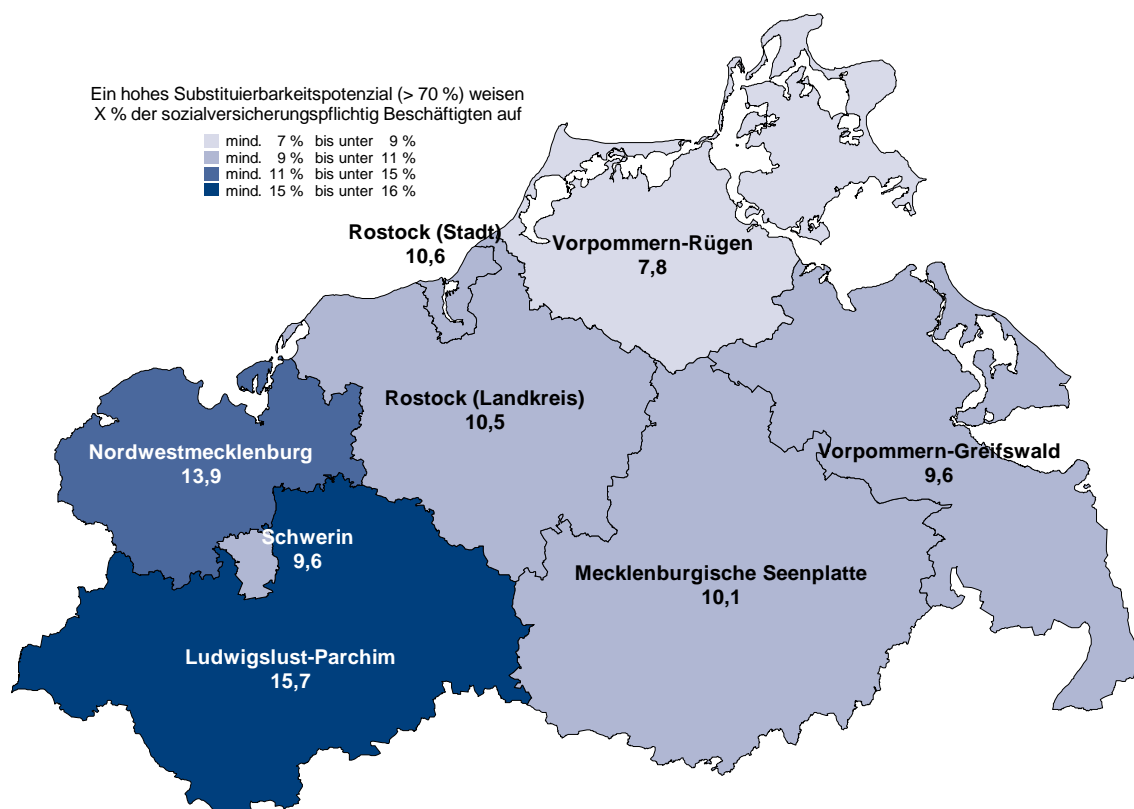 Ein hohes Substituierbarkeitspotenzial (> 70 %) weisen
X % der sozialversicherungspflichtig Beschäftigten auf
mind. 7 % bis unter 9 %
mind. 9 % bis unter 11 %
mind. 11 % bis unter 15 %
mind. 15 % bis unter 16 %
Rostock (Stadt)
10,6
Vorpommern-Rügen
7,8
Rostock (Landkreis)
10,5
Nordwestmecklenburg
13,9
Vorpommern-Greifswald
9,6
Schwerin
9,6
Mecklenburgische Seenplatte
10,1
Ludwigslust-Parchim
15,7